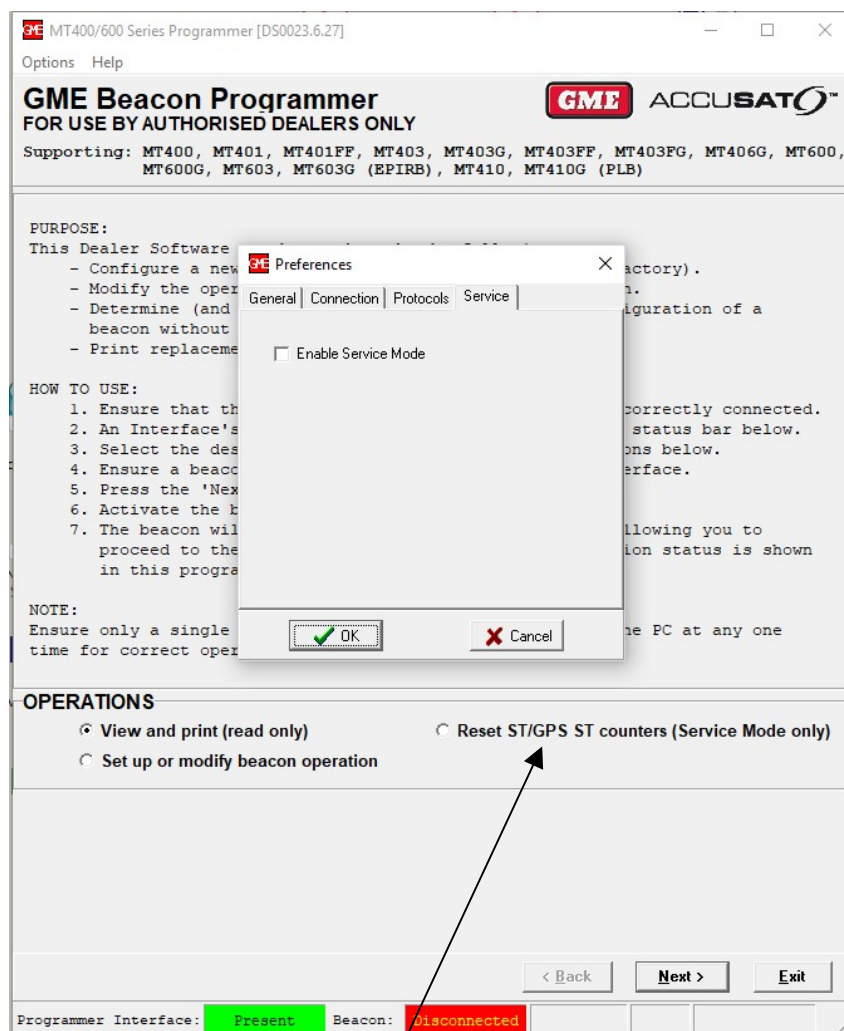 GME MT400/600 Series Programmer [DS0023.6.27]
Options Help
GME Beacon Programmer
FOR USE BY AUTHORISED DEALERS ONLY
GME ACCUSAT™
Supporting: MT400, MT401, MT401FF, MT403, MT403G, MT403FF, MT403FG, MT406G, MT600,
MT600G, MT603, MT603G (EPIRB), MT410, MT410G (PLB)
PURPOSE:
This Dealer Software
- Configure a new actory).
- Modify the oper n.
- Determine (and iguration of a
beacon without
- Print replaceme
HOW TO USE:
1. Ensure that th correctly connected.
2. An Interface's status bar below.
3. Select the des ons below.
4. Ensure a beaco erface.
5. Press the 'Nex
6. Activate the b
7. The beacon wil llowing you to
proceed to the ion status is shown
in this progra
NOTE:
Ensure only a single he PC at any one
time for correct oper
GME Preferences
General Connection Protocols Service
Enable Service Mode
OK Cancel
OPERATIONS
View and print (read only) Reset ST/GPS ST counters (Service Mode only)
Set up or modify beacon operation
< Back Next > Exit
Programmer Interface: Present Beacon: Disconnected